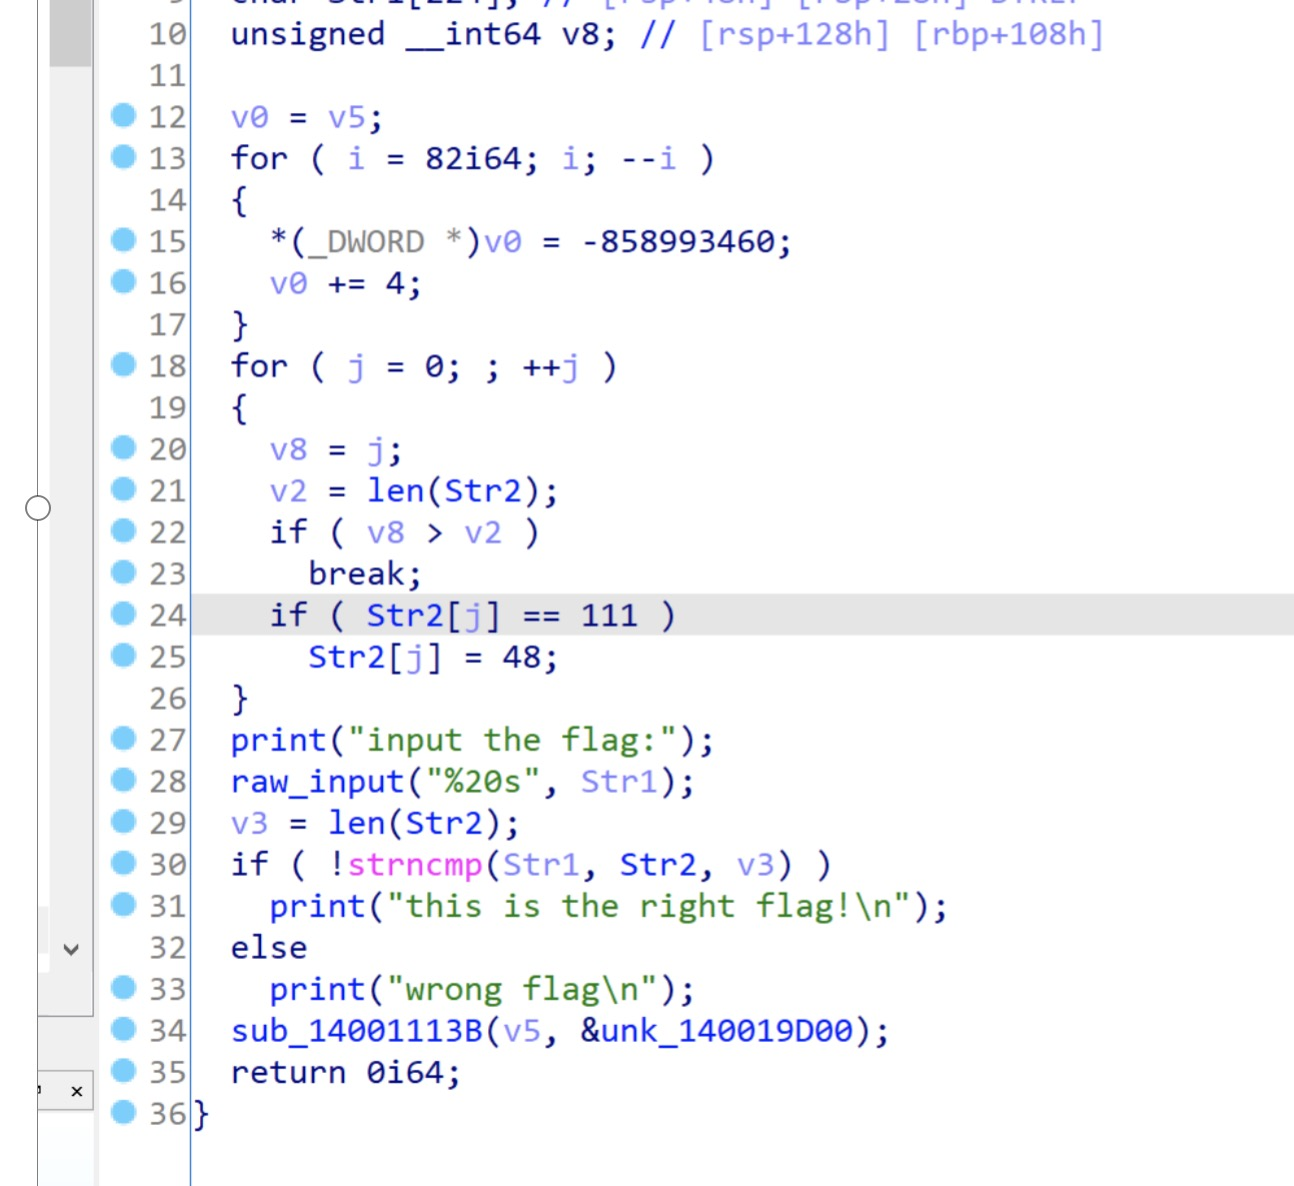 10 unsigned __int64 v8; // [rsp+128h] [rbp+108h]
11
12 v0 = v5;
13 for ( i = 82i64; i; --i )
14 {
15 *(_DWORD *)v0 = -858993460;
16 v0 += 4;
17 }
18 for ( j = 0; ; ++j )
19 {
20 v8 = j;
21 v2 = len(Str2);
22 if ( v8 > v2 )
23 break;
24 if ( Str2[j] == 111 )
25 Str2[j] = 48;
26 }
27 print("input the flag:");
28 raw_input("%20s", Str1);
29 v3 = len(Str2);
30 if ( !strncmp(Str1, Str2, v3) )
31 print("this is the right flag!\n");
32 else
33 print("wrong flag\n");
34 sub_14001113B(v5, &unk_140019D00);
35 return 0i64;
36 }